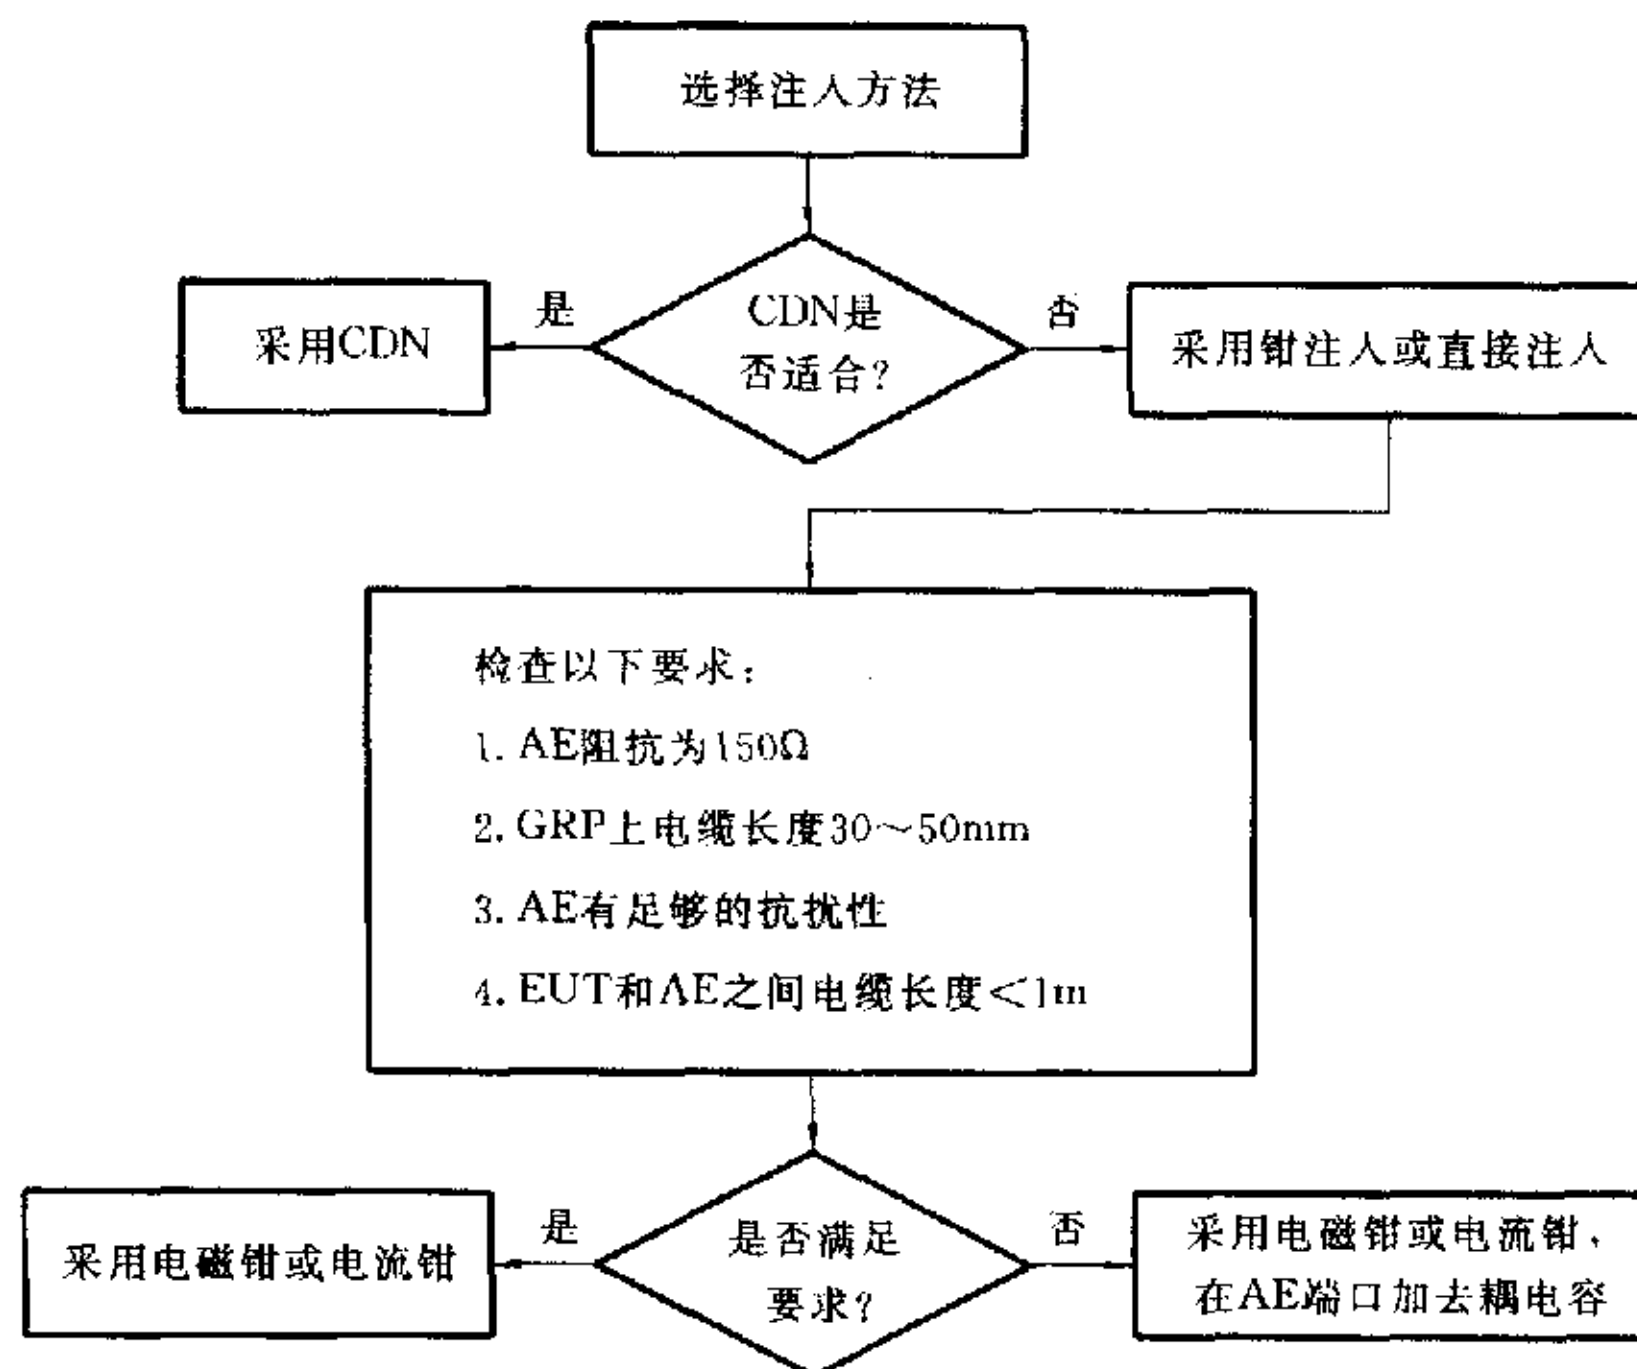 选择注人方法
CDN是
否适合?
是
采用CDN
否
采用钳注人或直接注人
检查以下要求：
1. AE阻抗为150Ω
2. GRP上电缆长度30～50mm
3. AE有足够的抗扰性
4. EUT和AE之间电缆长度＜1m
是否满足
要求?
是
采用电磁钳或电流钳
否
采用电磁钳或电流钳，
在AE端口加去耦电容